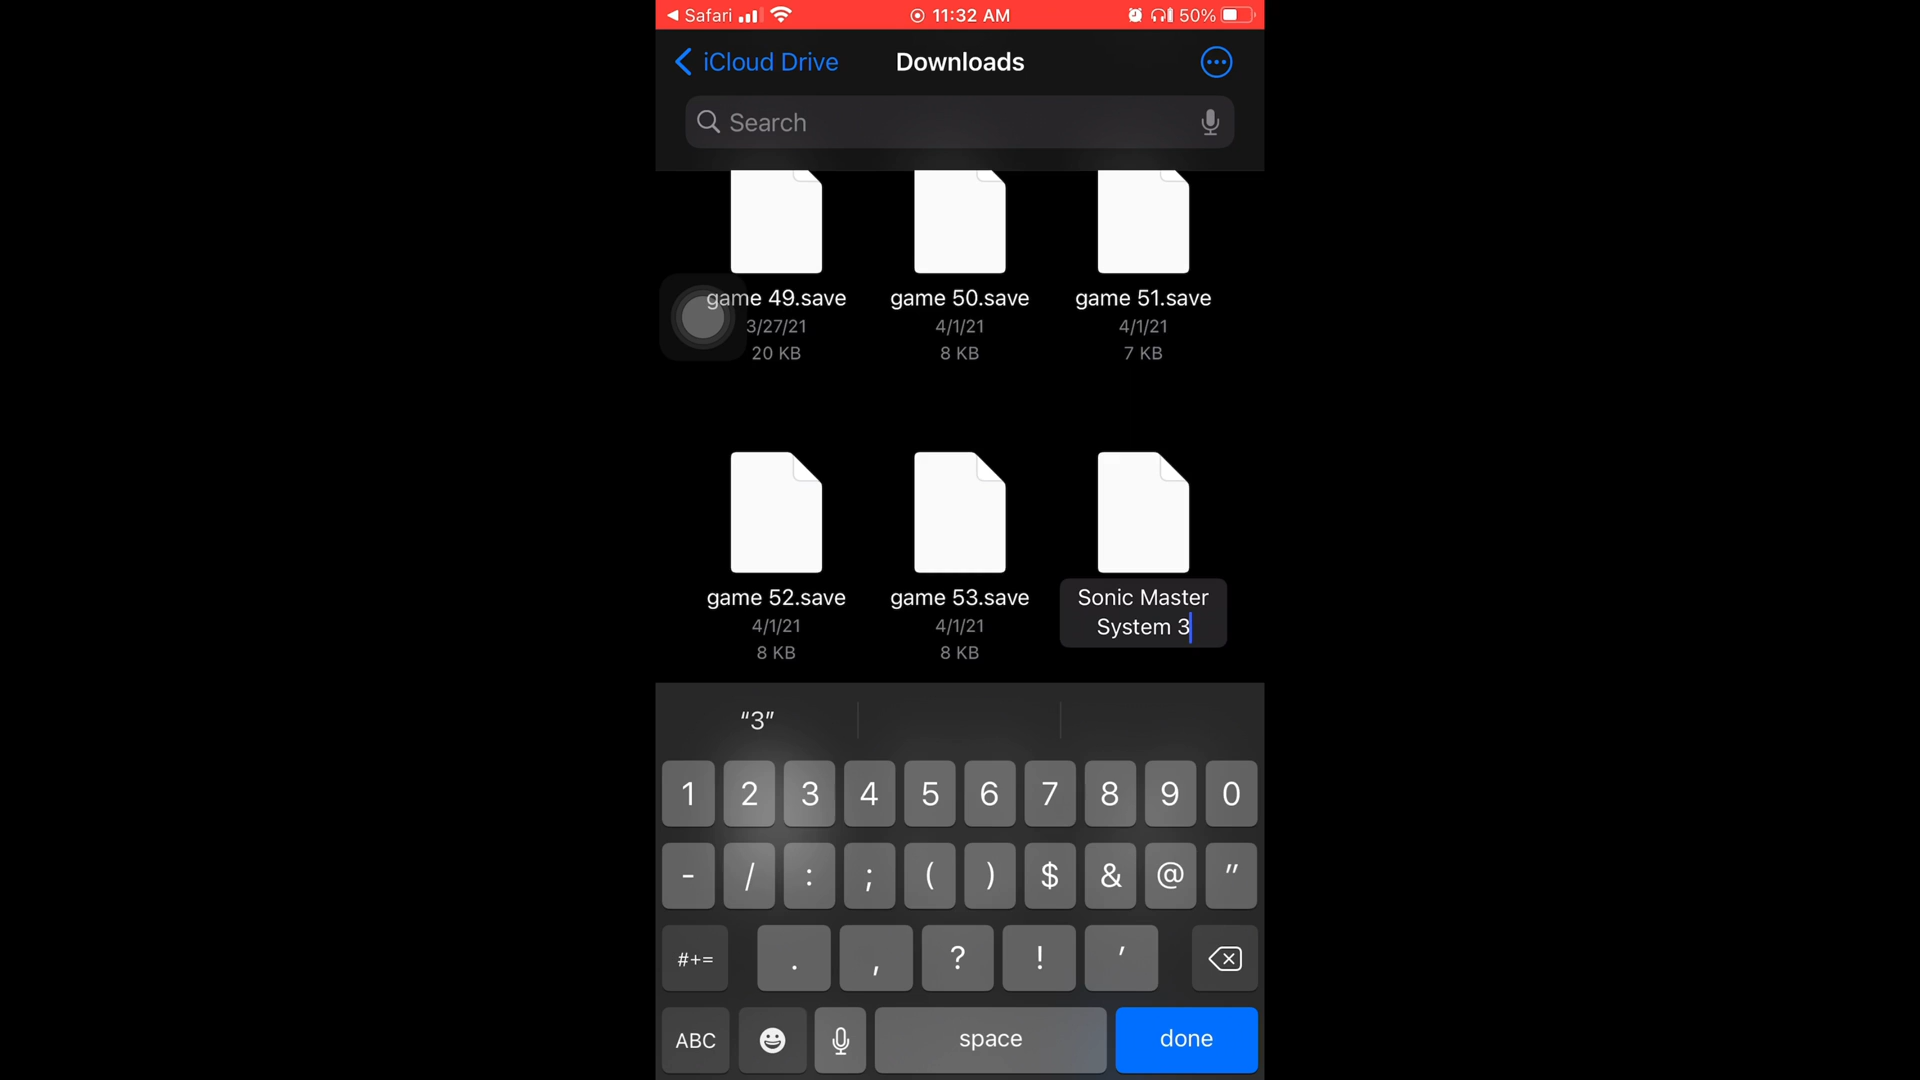 Safari 11:32 AM 50%
iCloud Drive Downloads
Search
game 49.save game 50.save game 51.save
3/27/21 4/1/21 4/1/21
20 KB 8 KB 7 KB
game 52.save game 53.save Sonic Master
System 3
4/1/21 4/1/21
8 KB 8 KB
“3”
1 2 3 4 5 6 7 8 9 0
- / : ; ( ) $ & @ "
#+= . , ? ! '
ABC space done